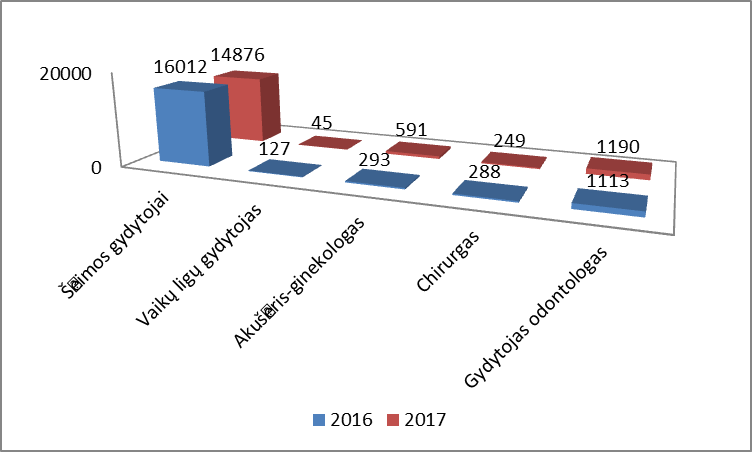 20000
0
16012
14876
127
45
293
591
288
249
1113
1190
Šeimos gydytojai
Vaikų ligų gydytojas
Akušeris-ginekologas
Chirurgas
Gydytojas odontologas
2016
2017